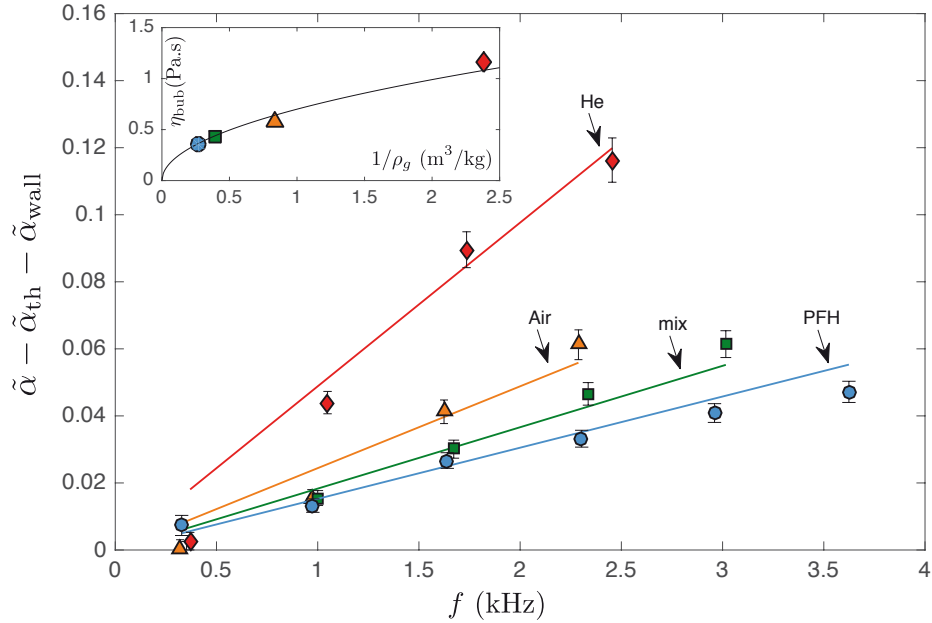 0.16
0.14
0.12
0.1
0.08
0.06
0.04
0.02
0
α̃ − α̃th − α̃wall
0 0.5 1 1.5 2 2.5 3 3.5 4
f (kHz)
He
Air
mix
PFH
1.5
1
0.5
0
ηbub(Pa.s)
0 0.5 1 1.5 2 2.5
1/ρg (m³/kg)